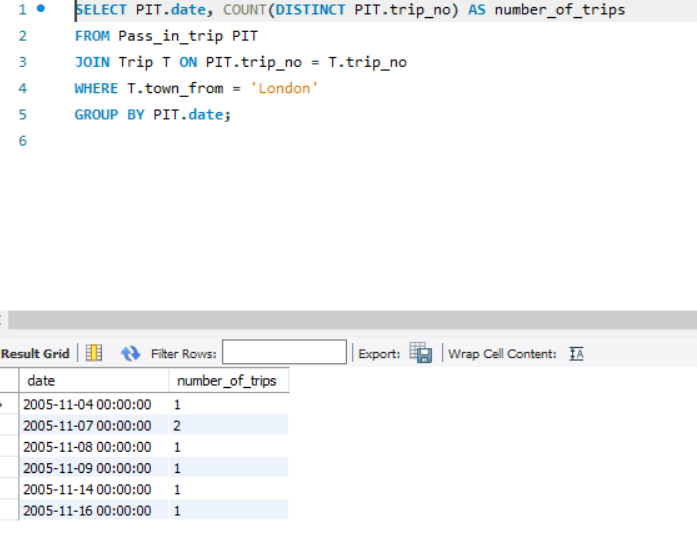 1 SELECT PIT.date, COUNT(DISTINCT PIT.trip_no) AS number_of_trips
2 FROM Pass_in_trip PIT
3 JOIN Trip T ON PIT.trip_no = T.trip_no
4 WHERE T.town_from = 'London'
5 GROUP BY PIT.date;
6
Result Grid Filter Rows: Export: Wrap Cell Content: IA
date number_of_trips
2005-11-04 00:00:00 1
2005-11-07 00:00:00 2
2005-11-08 00:00:00 1
2005-11-09 00:00:00 1
2005-11-14 00:00:00 1
2005-11-16 00:00:00 1